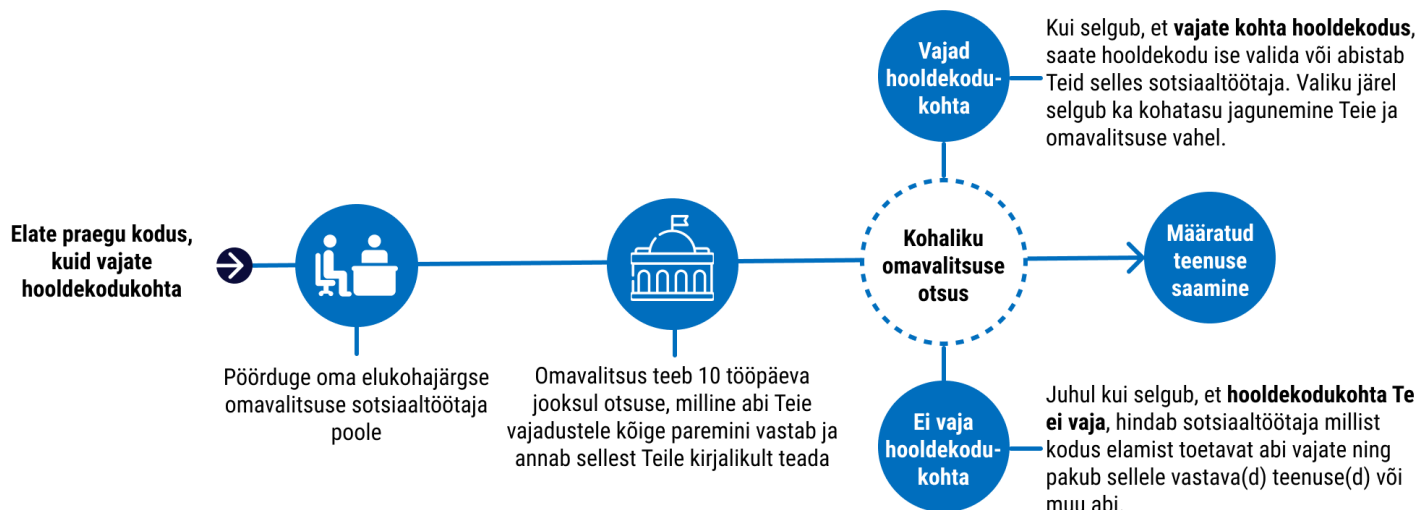 Elate praegu kodus,
kuid vajate
hooldekodukohta
Pöörduge oma elukohajärgse
omavalitsuse sotsiaaltöötaja
poole
Omavalitsus teeb 10 tööpäeva
jooksul otsuse, milline abi Teie
vajadustele kõige paremini vastab ja
annab sellest Teile kirjalikult teada
Kohaliku
omavalitsuse
otsus
Vajad
hooldekodu-
kohta
Kui selgub, et vajate kohta hooldekodus,
saate hooldekodu ise valida või abistab
Teid selles sotsiaaltöötaja. Valiku järel
selgub ka kohatasu jagunemine Teie ja
omavalitsuse vahel.
Ei vaja
hooldekodu-
kohta
Juhul kui selgub, et hooldekodukohta Te
ei vaja, hindab sotsiaaltöötaja millist
kodus elamist toetavat abi vajate ning
pakub sellele vastava(d) teenuse(d) või
muu abi.
Määratud
teenuse
saamine